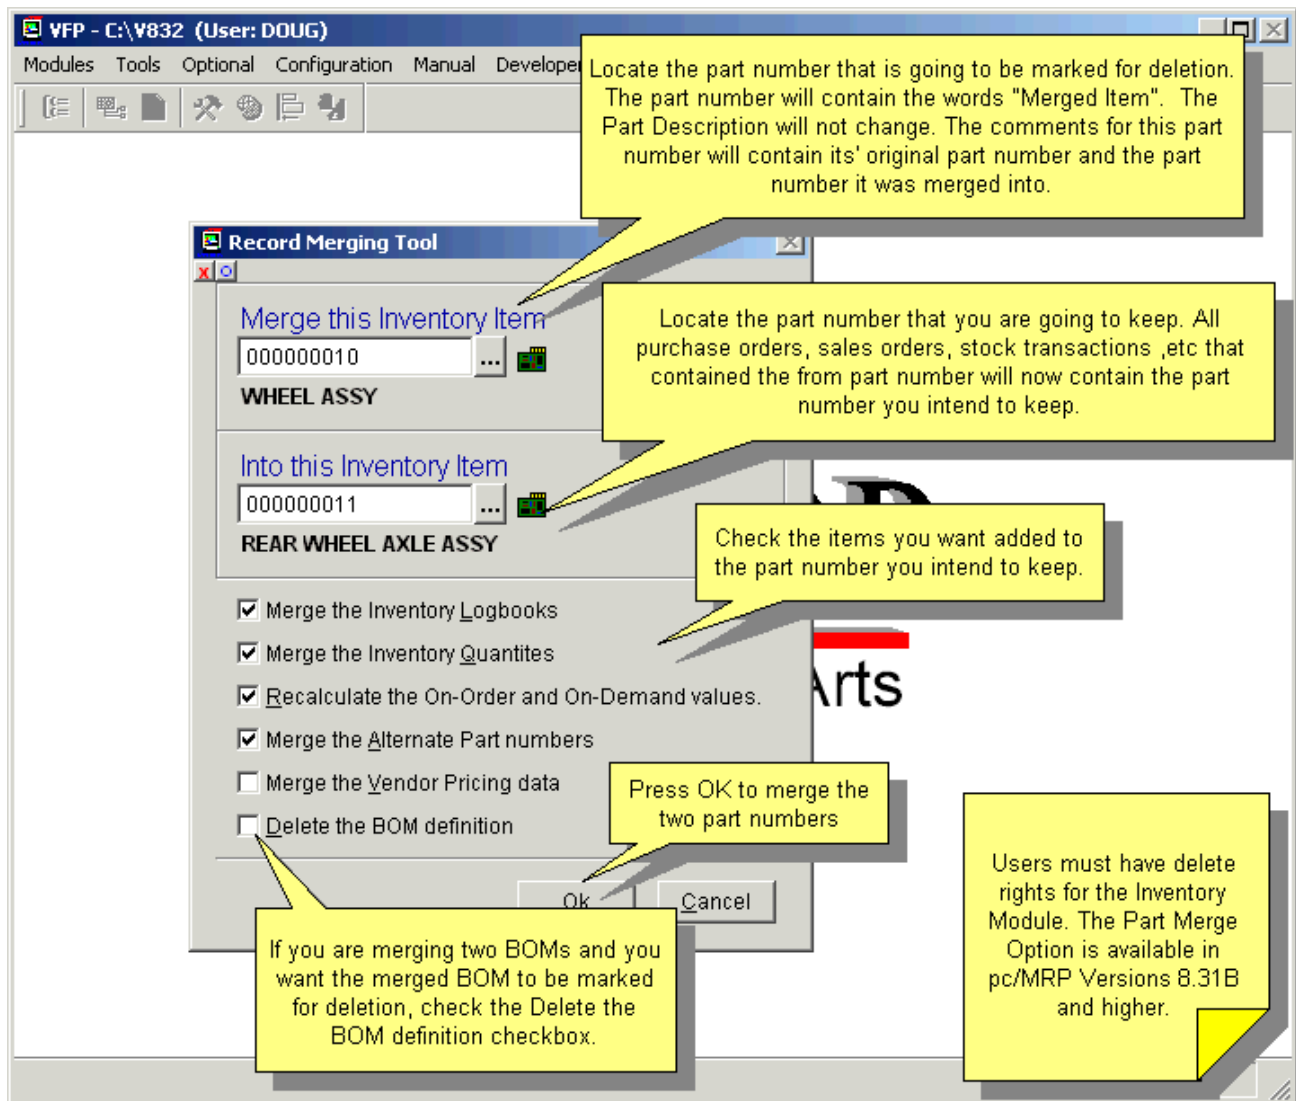 VFP - C:\V832 (User: DOUG)
Modules Tools Optional Configuration Manual Developer
Locate the part number that is going to be marked for deletion.
The part number will contain the words "Merged Item". The
Part Description will not change. The comments for this part
number will contain its' original part number and the part
number it was merged into.
Record Merging Tool
Merge this Inventory Item
000000010
...
WHEEL ASSY
Locate the part number that you are going to keep. All
purchase orders, sales orders, stock transactions ,etc that
contained the from part number will now contain the part
number you intend to keep.
Into this Inventory Item
000000011
...
REAR WHEEL AXLE ASSY
Check the items you want added to
the part number you intend to keep.
Merge the Inventory Logbooks
Merge the Inventory Quantites
Recalculate the On-Order and On-Demand values.
Merge the Alternate Part numbers
Merge the Vendor Pricing data
Delete the BOM definition
Arts
Press OK to merge the
two part numbers
Ok
Cancel
If you are merging two BOMs and you
want the merged BOM to be marked
for deletion, check the Delete the
BOM definition checkbox.
Users must have delete
rights for the Inventory
Module. The Part Merge
Option is available in
pc/MRP Versions 8.31B
and higher.